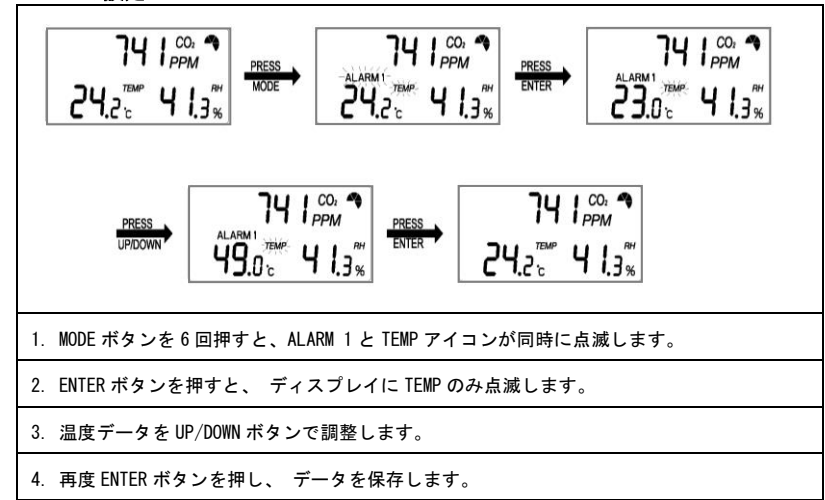 741 CO₂ PPM
24.2℃ TEMP 41.3% RH
PRESS
MODE
741 CO₂ PPM
ALARM 1
24.2℃ TEMP 41.3% RH
PRESS
ENTER
741 CO₂ PPM
ALARM 1
23.0℃ TEMP 41.3% RH
PRESS
UP/DOWN
741 CO₂ PPM
ALARM 1
49.0℃ TEMP 41.3% RH
PRESS
ENTER
741 CO₂ PPM
24.2℃ TEMP 41.3% RH
1. MODE ボタンを 6 回押すと、ALARM 1 と TEMP アイコンが同時に点滅します。
2. ENTER ボタンを押すと、 ディスプレイに TEMP のみ点滅します。
3. 温度データを UP/DOWN ボタンで調整します。
4. 再度 ENTER ボタンを押し、 データを保存します。